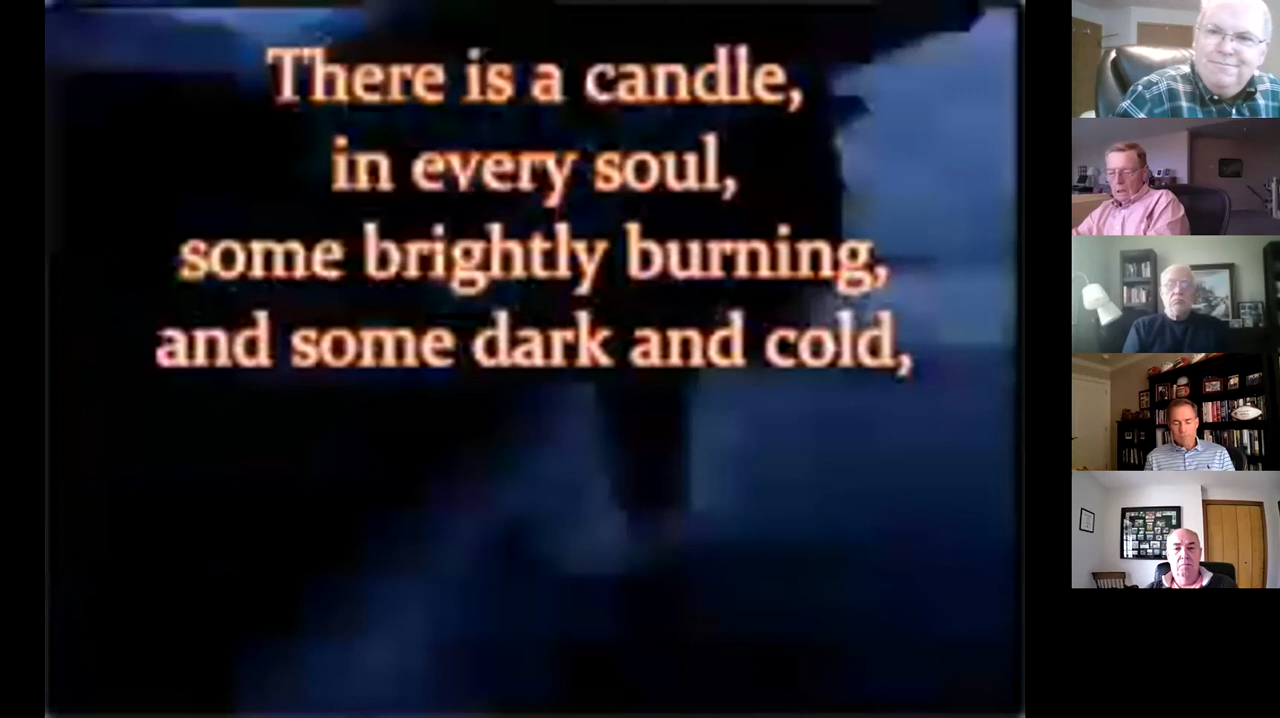 There is a candle,
in every soul,
some brightly burning,
and some dark and cold,